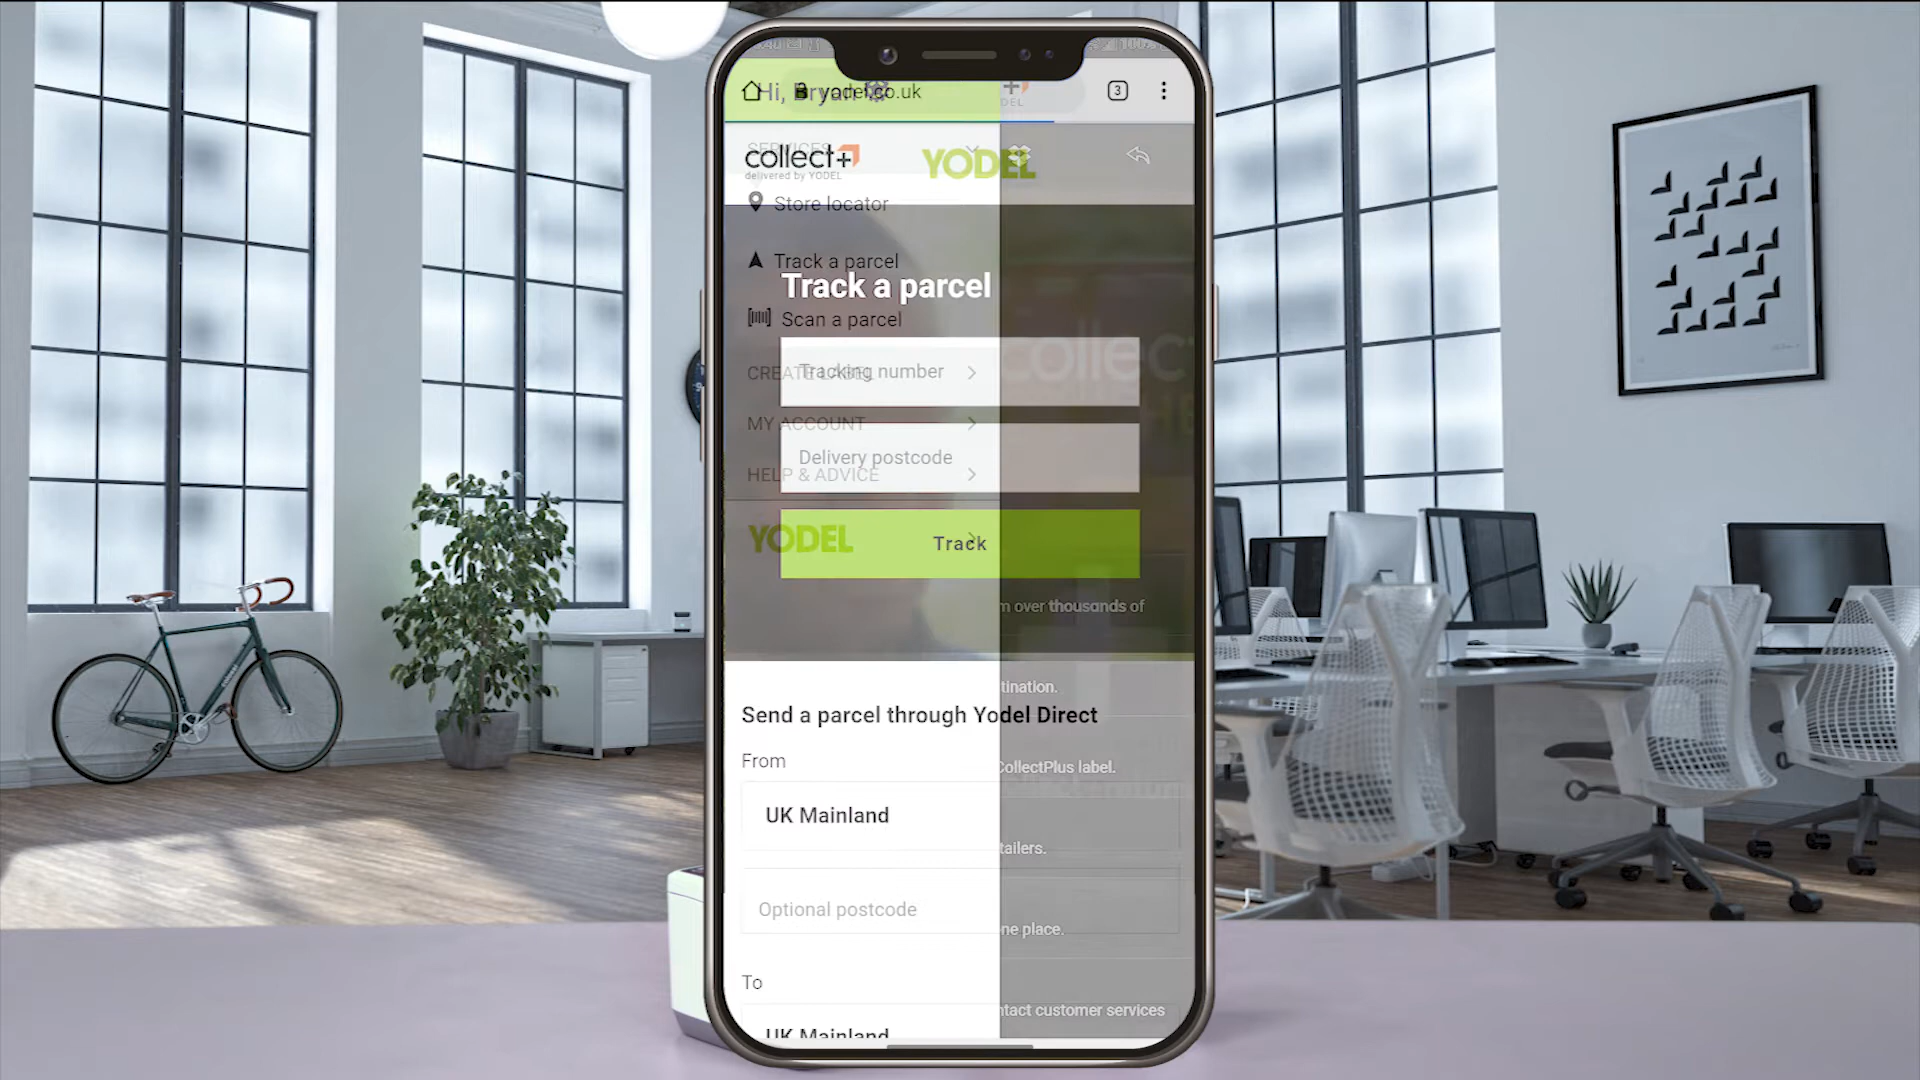 Hi, Bryan
yodel.co.uk
3
SERVICES
collect+
delivered by YODEL
YODEL
Store locator
Track a parcel
Track a parcel
Scan a parcel
collec
CREATE LABEL
Tracking number
MY ACCOUNT
Delivery postcode
HELP & ADVICE
YODEL
Track
m over thousands of
tination.
Send a parcel through Yodel Direct
From
CollectPlus label.
UK Mainland
tailers.
Optional postcode
ne place.
To
ntact customer services
UK Mainland